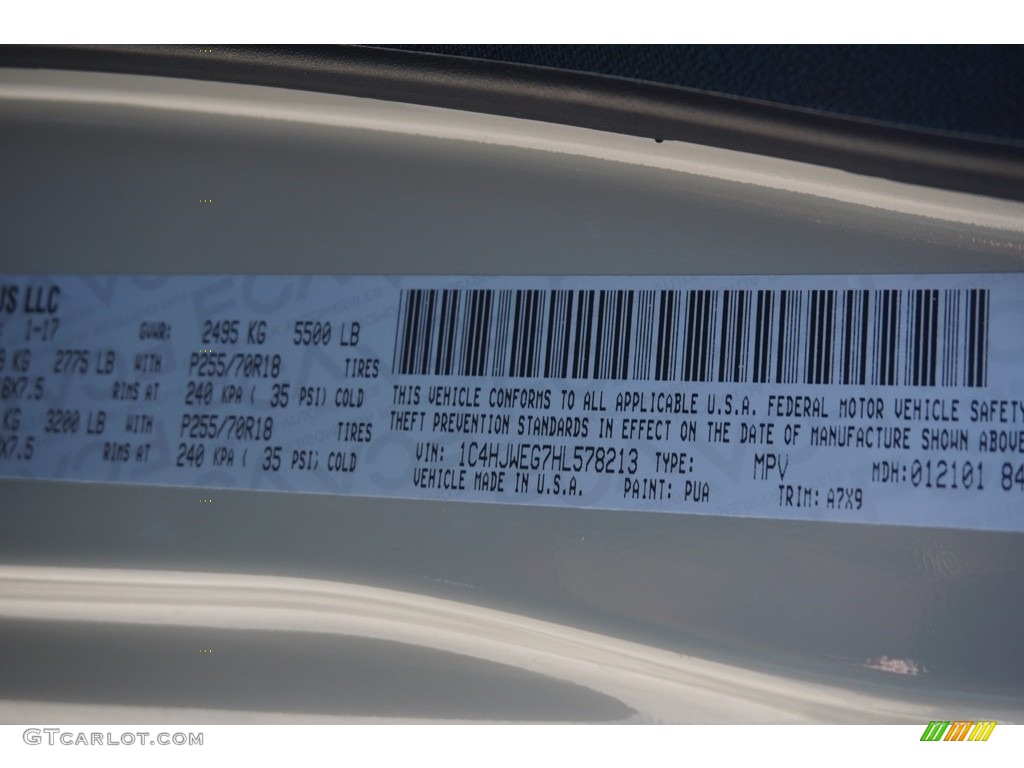 US LLC
1-17 GVWR: 2495 KG 5500 LB
KG 2775 LB WITH P255/70R18 TIRES
8X7.5 RIMS AT 240 KPA ( 35 PSI) COLD
KG 3200 LB WITH P255/70R18 TIRES
X7.5 RIMS AT 240 KPA ( 35 PSI) COLD
THIS VEHICLE CONFORMS TO ALL APPLICABLE U.S.A. FEDERAL MOTOR VEHICLE SAFETY
THEFT PREVENTION STANDARDS IN EFFECT ON THE DATE OF MANUFACTURE SHOWN ABOVE
VIN: 1C4HJWEG7HL578213 TYPE: MPV MDH:012101 84
VEHICLE MADE IN U.S.A. PAINT: PUA TRIM: A7X9
GTCARLOT.COM